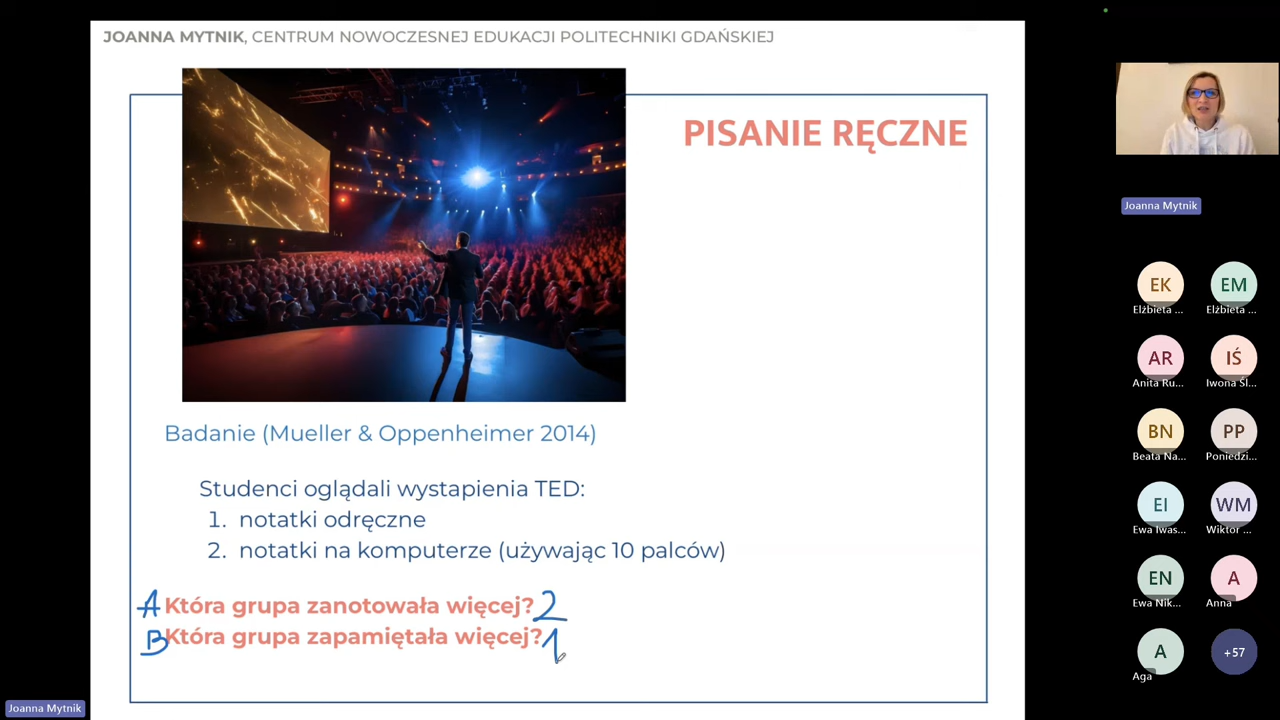 JOANNA MYTNIK, CENTRUM NOWOCZESNEJ EDUKACJI POLITECHNIKI GDAŃSKIEJ
PISANIE RĘCZNE
Badanie (Mueller & Oppenheimer 2014)
Studenci oglądali wystapienia TED:
1. notatki odręczne
2. notatki na komputerze (używając 10 palców)
A Która grupa zanotowała więcej? 2
B Która grupa zapamiętała więcej? 1
Joanna Mytnik
Joanna Mytnik
EK EM
Elżbieta ... Elżbieta ...
AR IŚ
Anita Ru... Iwona Śl...
BN PP
Beata Na... Poniedzi...
EI WM
Ewa Iwas... Wiktor ...
EN A
Ewa Nik... Anna
A +57
Aga